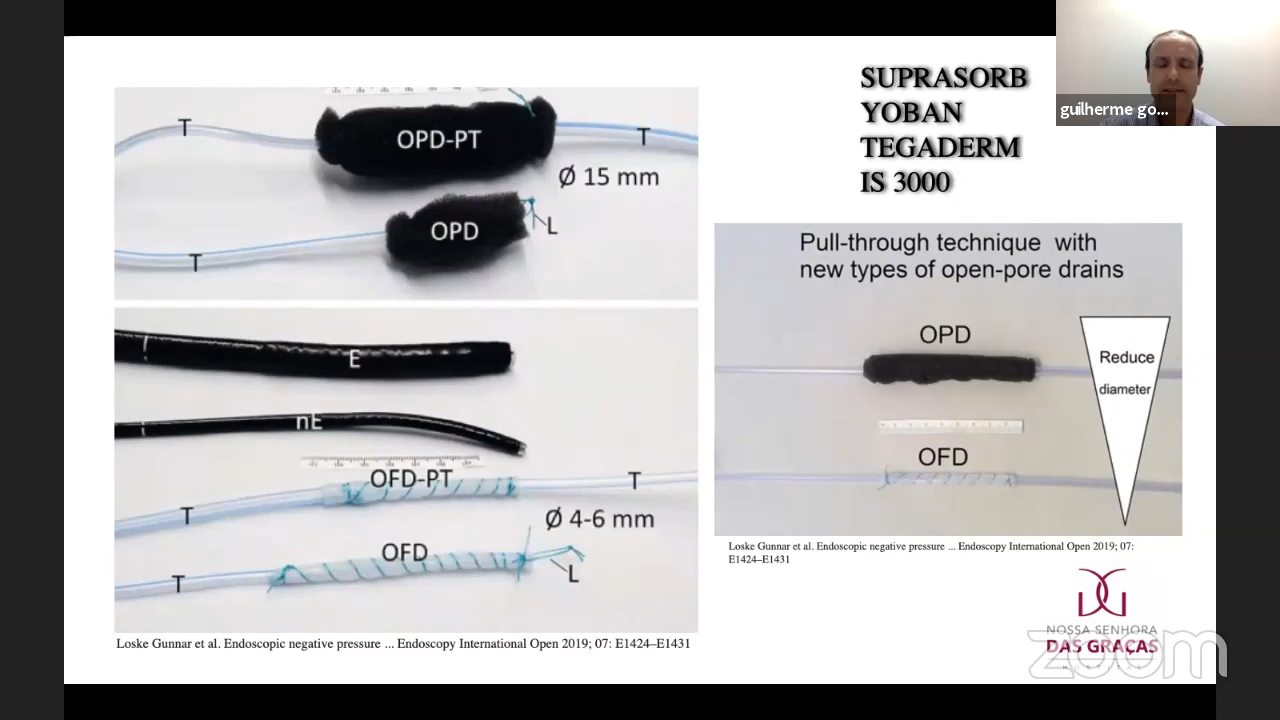 SUPRASORB
YOBAN
TEGADERM
IS 3000
guilherme go...
T
OPD-PT
T
Ø 15 mm
OPD
L
T
E
nE
OFD-PT
T
T
Ø 4-6 mm
OFD
T
L
Loske Gunnar et al. Endoscopic negative pressure ... Endoscopy International Open 2019; 07: E1424–E1431
Pull-through technique with
new types of open-pore drains
OPD
Reduce
diameter
OFD
Loske Gunnar et al. Endoscopic negative pressure ... Endoscopy International Open 2019; 07:
E1424–E1431
NOSSA SENHORA
DAS GRAÇAS
HOSPITAL
zoom